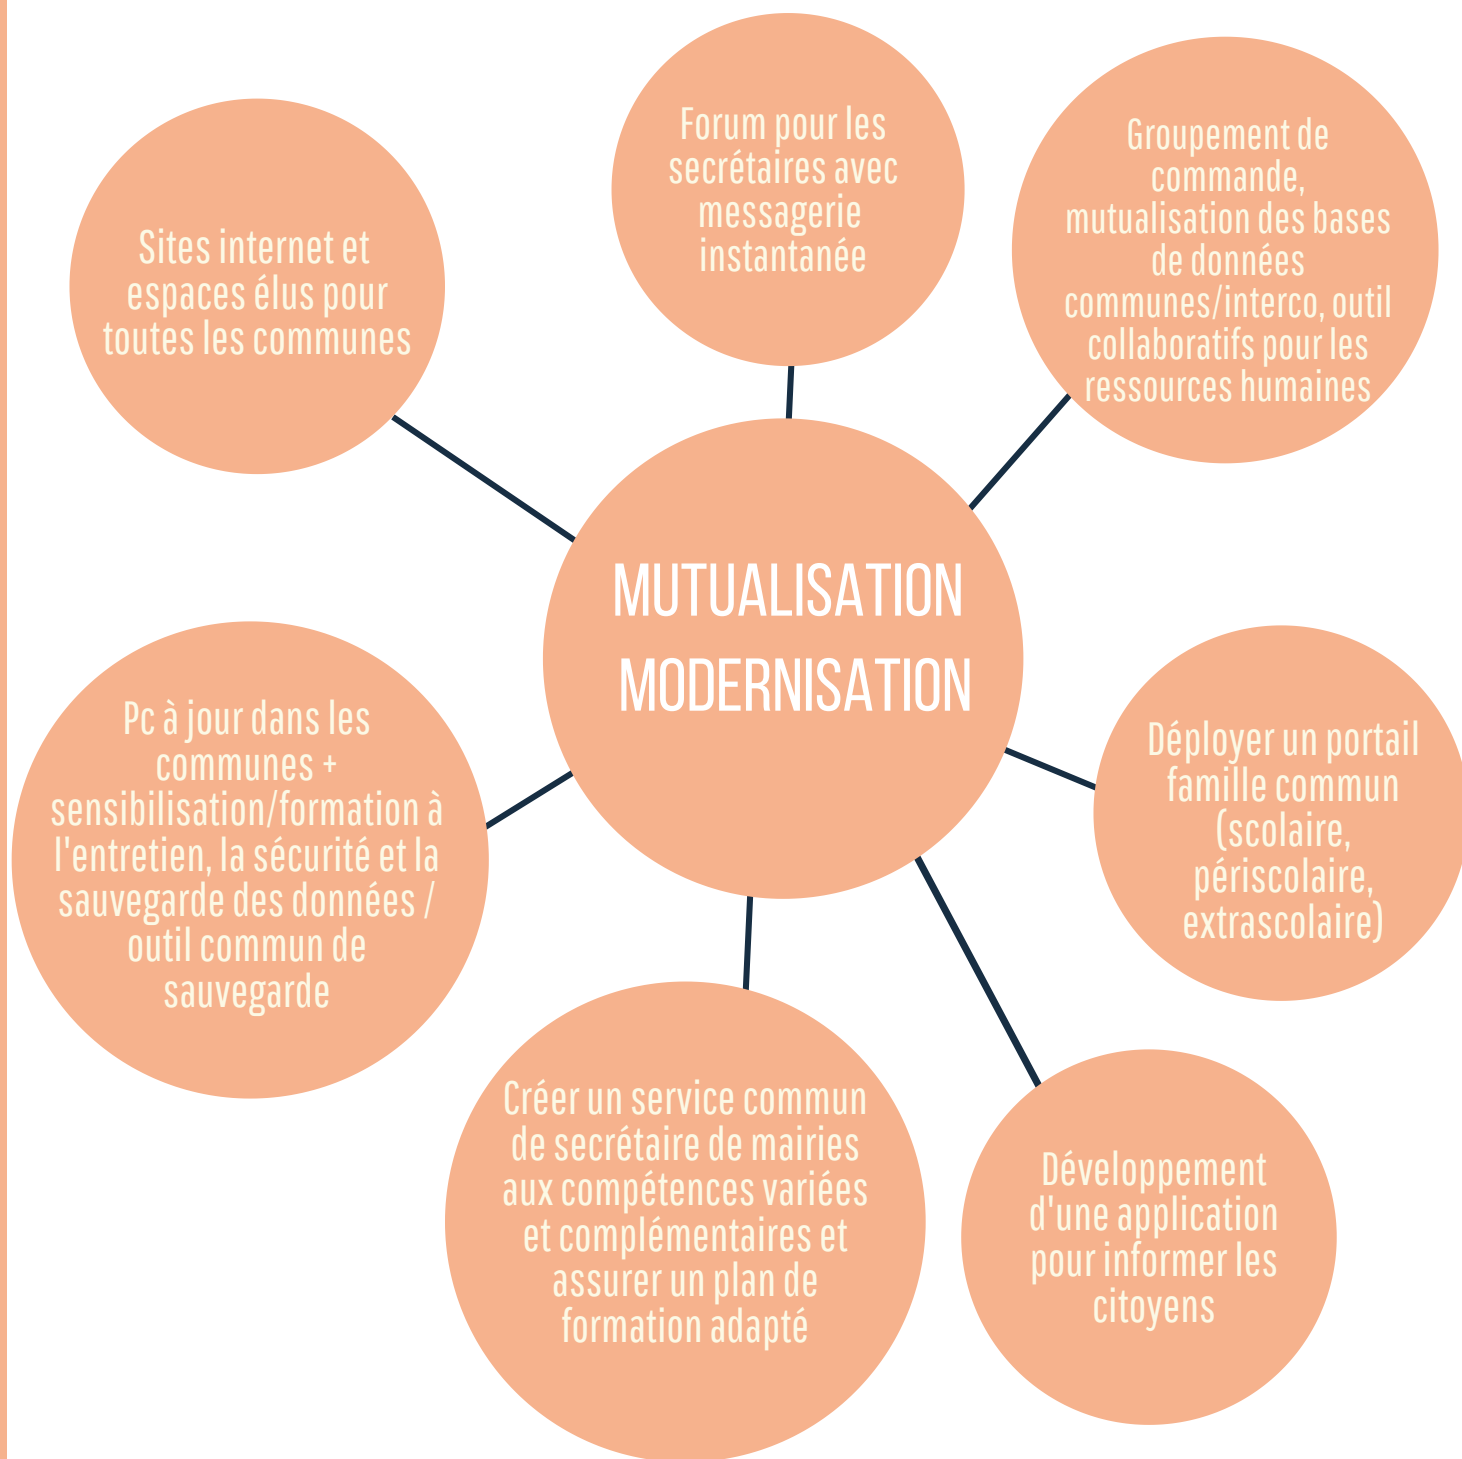 Sites internet et
espaces élus pour
toutes les communes
Forum pour les
secrétaires avec
messagerie
instantanée
Groupement de
commande,
mutualisation des bases
de données
communes/interco, outil
collaboratifs pour les
ressources humaines
MUTUALISATION
MODERNISATION
Pc à jour dans les
communes +
sensibilisation/formation à
l'entretien, la sécurité et la
sauvegarde des données /
outil commun de
sauvegarde
Déployer un portail
famille commun
(scolaire,
périscolaire,
extrascolaire)
Créer un service commun
de secrétaire de mairies
aux compétences variées
et complémentaires et
assurer un plan de
formation adapté
Développement
d'une application
pour informer les
citoyens